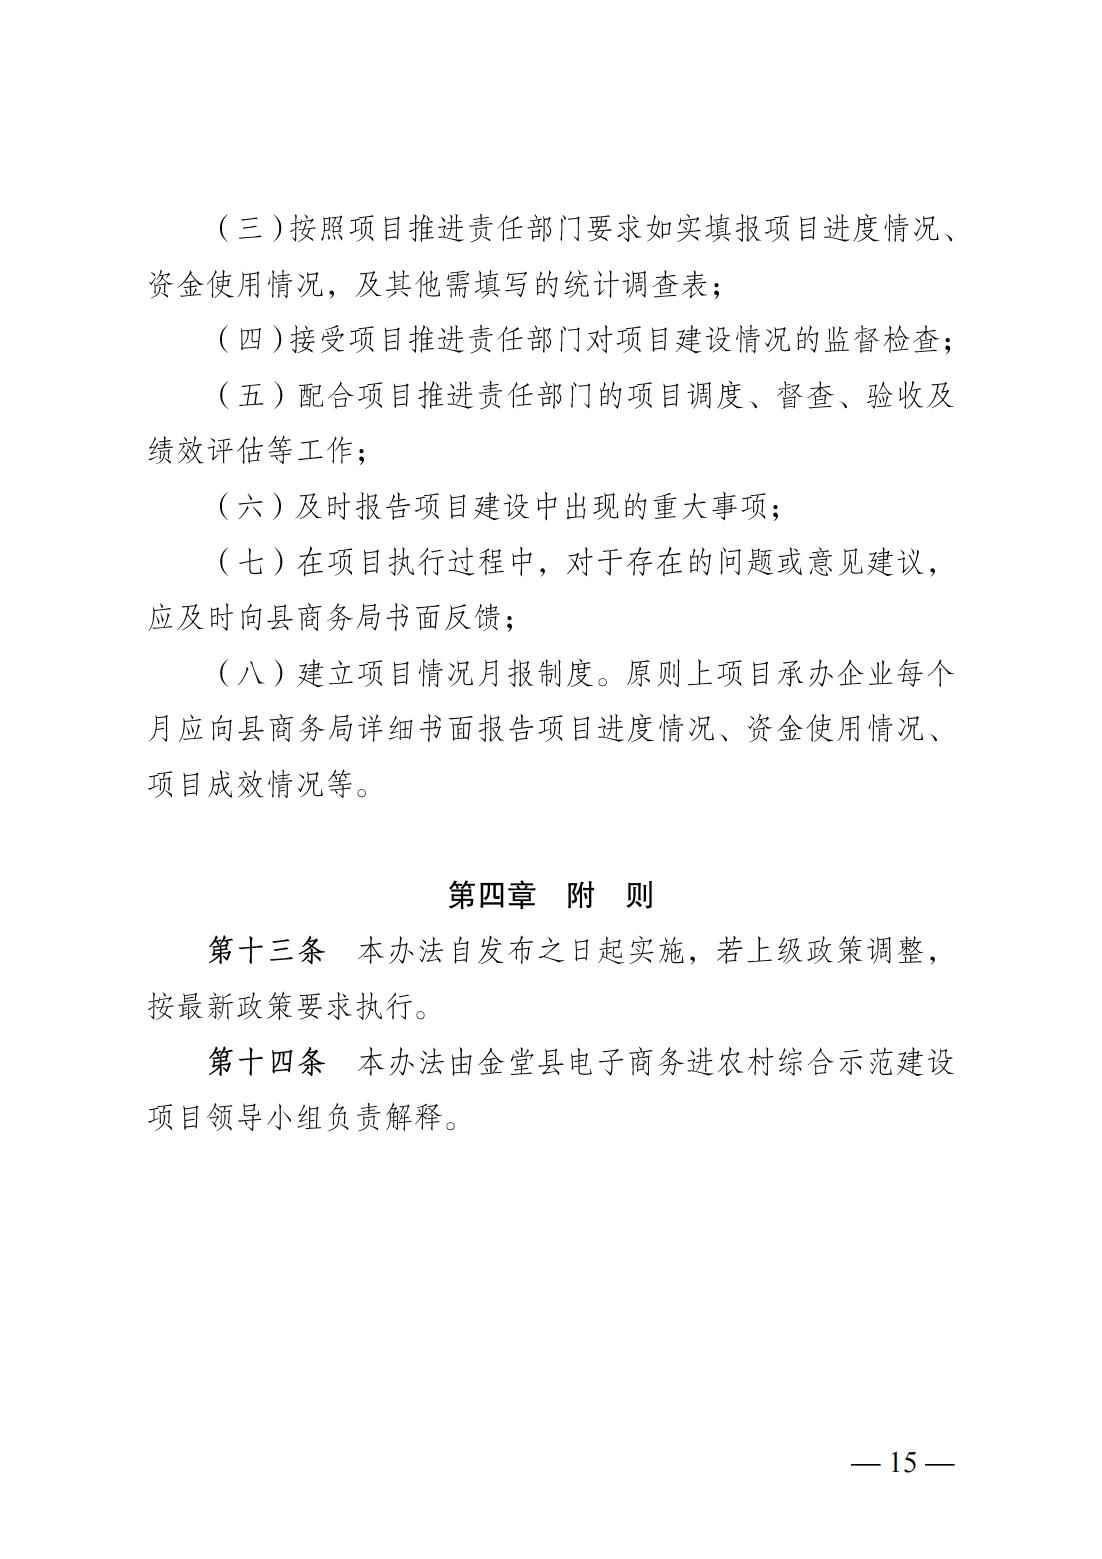 （三）按照项目推进责任部门要求如实填报项目进度情况、
资金使用情况，及其他需填写的统计调查表；
（四）接受项目推进责任部门对项目建设情况的监督检查；
（五）配合项目推进责任部门的项目调度、督查、验收及
绩效评估等工作；
（六）及时报告项目建设中出现的重大事项；
（七）在项目执行过程中，对于存在的问题或意见建议，
应及时向县商务局书面反馈；
（八）建立项目情况月报制度。原则上项目承办企业每个
月应向县商务局详细书面报告项目进度情况、资金使用情况、
项目成效情况等。
第四章　附　则
第十三条　本办法自发布之日起实施，若上级政策调整，
按最新政策要求执行。
第十四条　本办法由金堂县电子商务进农村综合示范建设
项目领导小组负责解释。
— 15 —